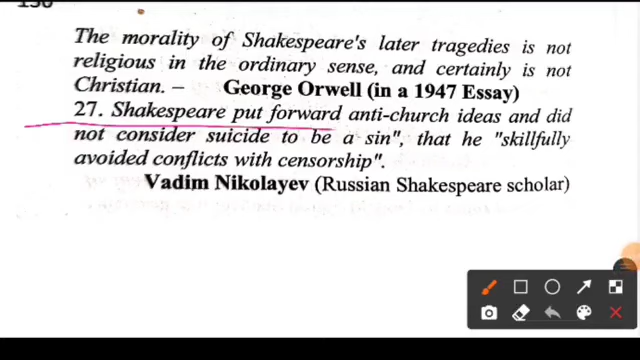 The morality of Shakespeare's later tragedies is not
religious in the ordinary sense, and certainly is not
Christian. – George Orwell (in a 1947 Essay)
27. Shakespeare put forward anti-church ideas and did
not consider suicide to be a sin", that he "skillfully
avoided conflicts with censorship".
Vadim Nikolayev (Russian Shakespeare scholar)